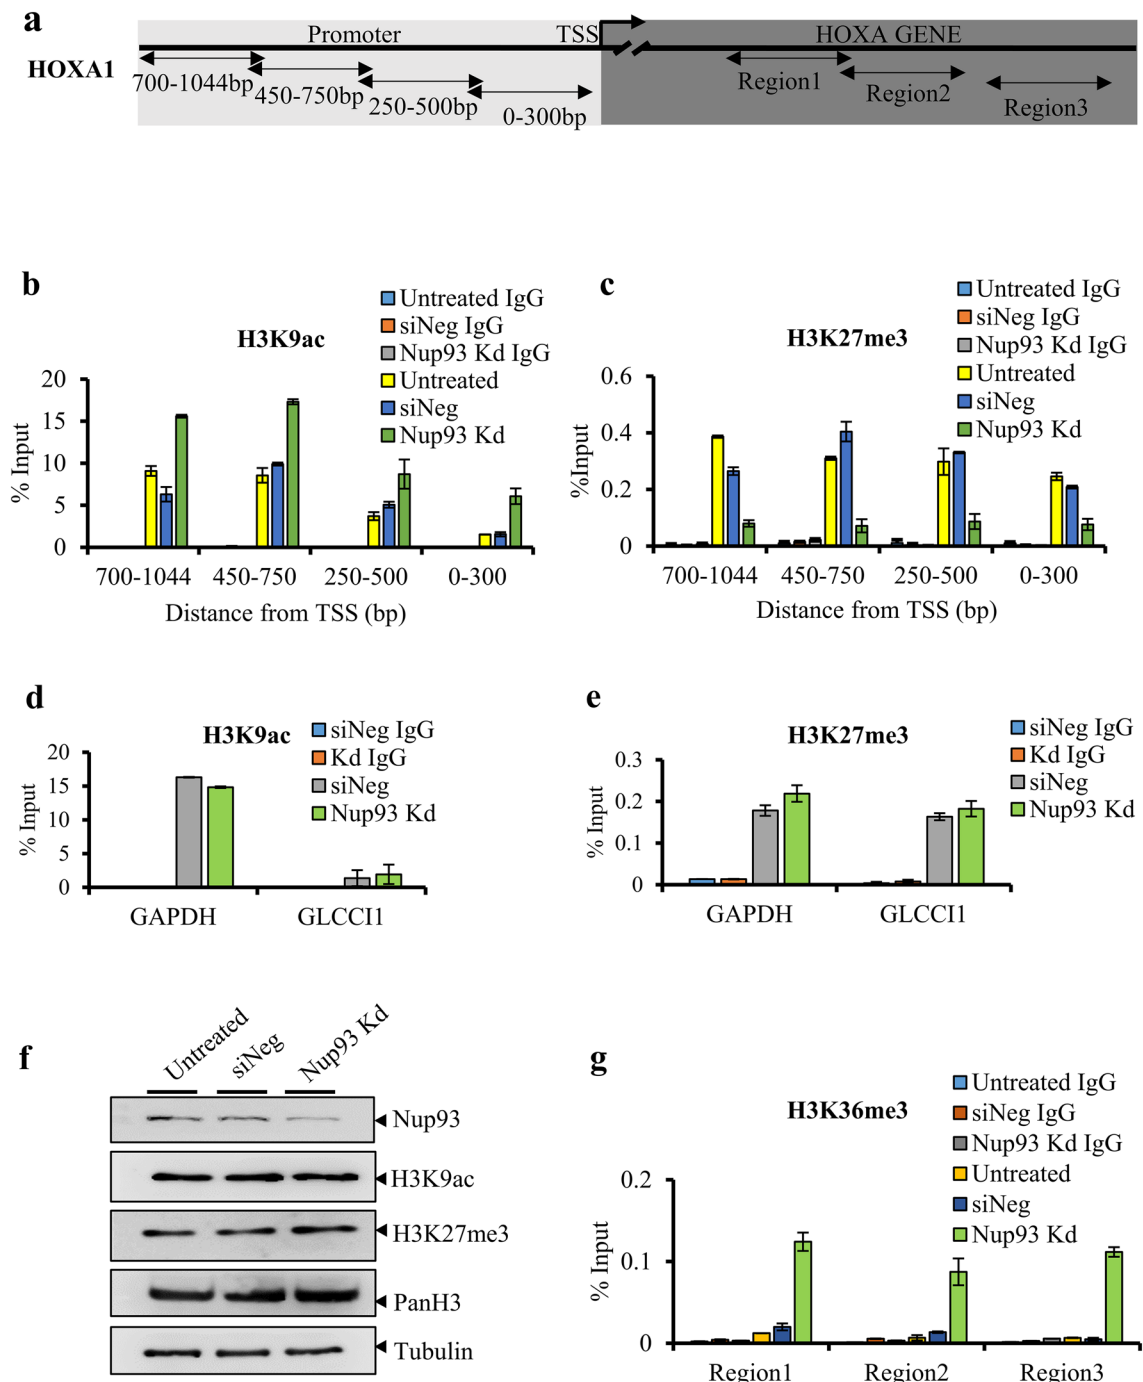 a
Promoter
TSS
HOXA GENE
HOXA1
700-1044bp
450-750bp
250-500bp
0-300bp
Region1
Region2
Region3
b
Untreated IgG
siNeg IgG
Nup93 Kd IgG
Untreated
siNeg
Nup93 Kd
H3K9ac
% Input
20
15
10
5
0
700-1044
450-750
250-500
0-300
Distance from TSS (bp)
c
Untreated IgG
siNeg IgG
Nup93 Kd IgG
Untreated
siNeg
Nup93 Kd
H3K27me3
%Input
0.6
0.4
0.2
0
700-1044
450-750
250-500
0-300
Distance from TSS (bp)
d
H3K9ac
siNeg IgG
Kd IgG
siNeg
Nup93 Kd
% Input
20
15
10
5
0
GAPDH
GLCCI1
e
H3K27me3
siNeg IgG
Kd IgG
siNeg
Nup93 Kd
% Input
0.3
0.2
0.1
0
GAPDH
GLCCI1
f
Untreated
siNeg
Nup93 Kd
Nup93
H3K9ac
H3K27me3
PanH3
Tubulin
g
H3K36me3
Untreated IgG
siNeg IgG
Nup93 Kd IgG
Untreated
siNeg
Nup93 Kd
% Input
0.2
0.1
0
Region1
Region2
Region3